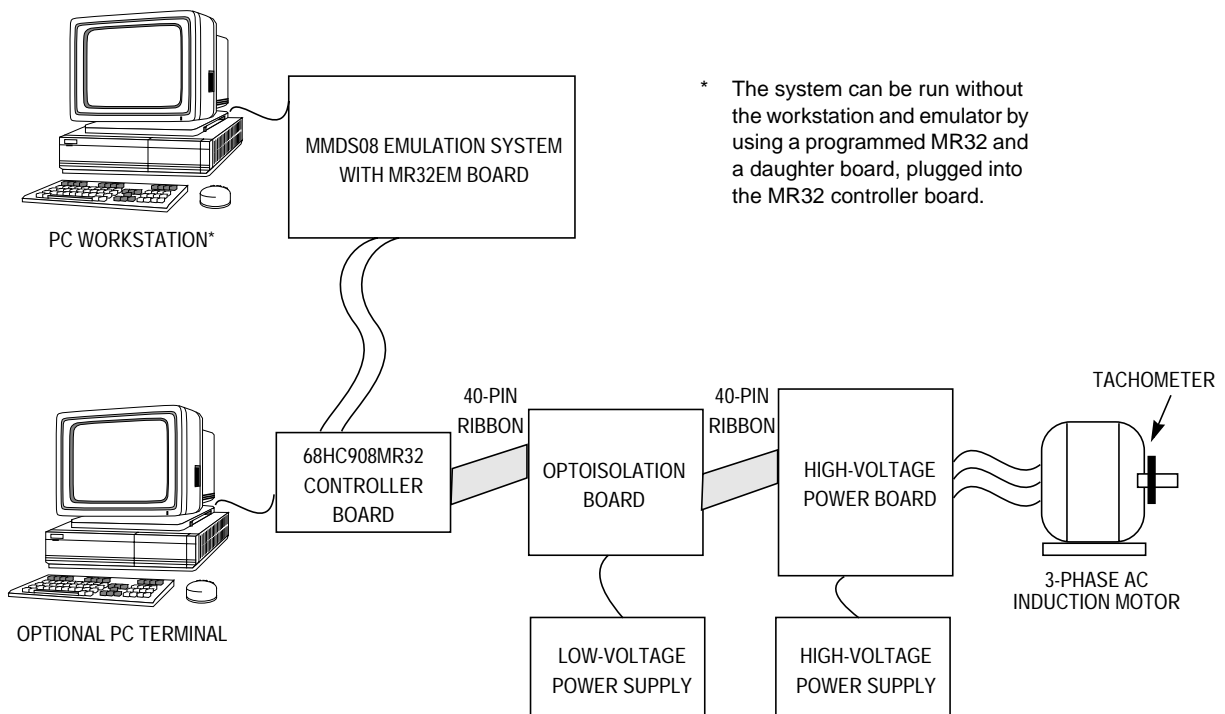 MMDS08 EMULATION SYSTEM
WITH MR32EM BOARD
* The system can be run without
the workstation and emulator by
using a programmed MR32 and
a daughter board, plugged into
the MR32 controller board.
PC WORKSTATION*
TACHOMETER
40-PIN
RIBBON
40-PIN
RIBBON
68HC908MR32
CONTROLLER
BOARD
OPTOISOLATION
BOARD
HIGH-VOLTAGE
POWER BOARD
3-PHASE AC
INDUCTION MOTOR
OPTIONAL PC TERMINAL
LOW-VOLTAGE
POWER SUPPLY
HIGH-VOLTAGE
POWER SUPPLY